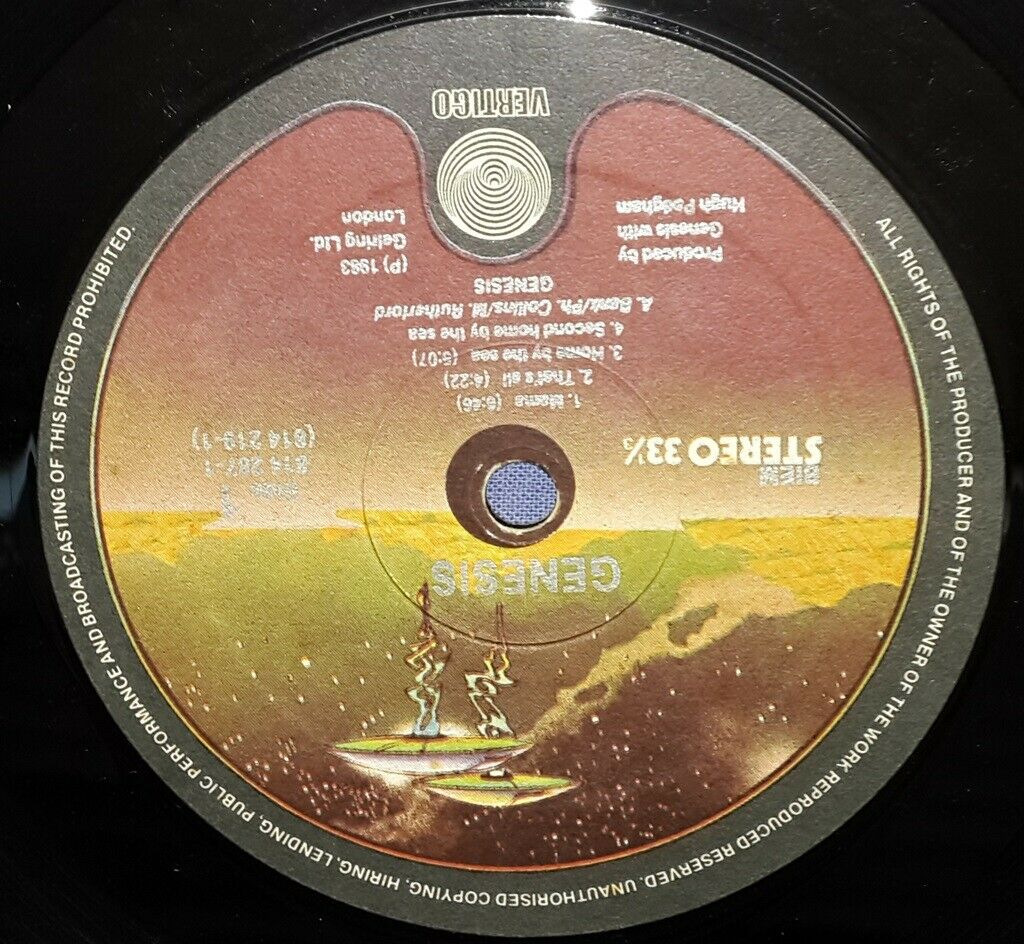 GENESIS
BIEM
STEREO 33⅓
814 287-1
(814 219-1)
1. Mama (6:46)
2. That's all (4:22)
3. Home by the sea (5:07)
4. Second home by the sea
A. Bank/Ph. Collins/M. Rutherford
GENESIS
Produced by
Genesis with
Hugh Padgham
(P) 1983
Gelring Ltd.
London
VERTIGO
ALL RIGHTS OF THE PRODUCER AND OF THE OWNER OF THE WORK REPRODUCED RESERVED. UNAUTHORISED COPYING, HIRING, LENDING, PUBLIC PERFORMANCE AND BROADCASTING OF THIS RECORD PROHIBITED.